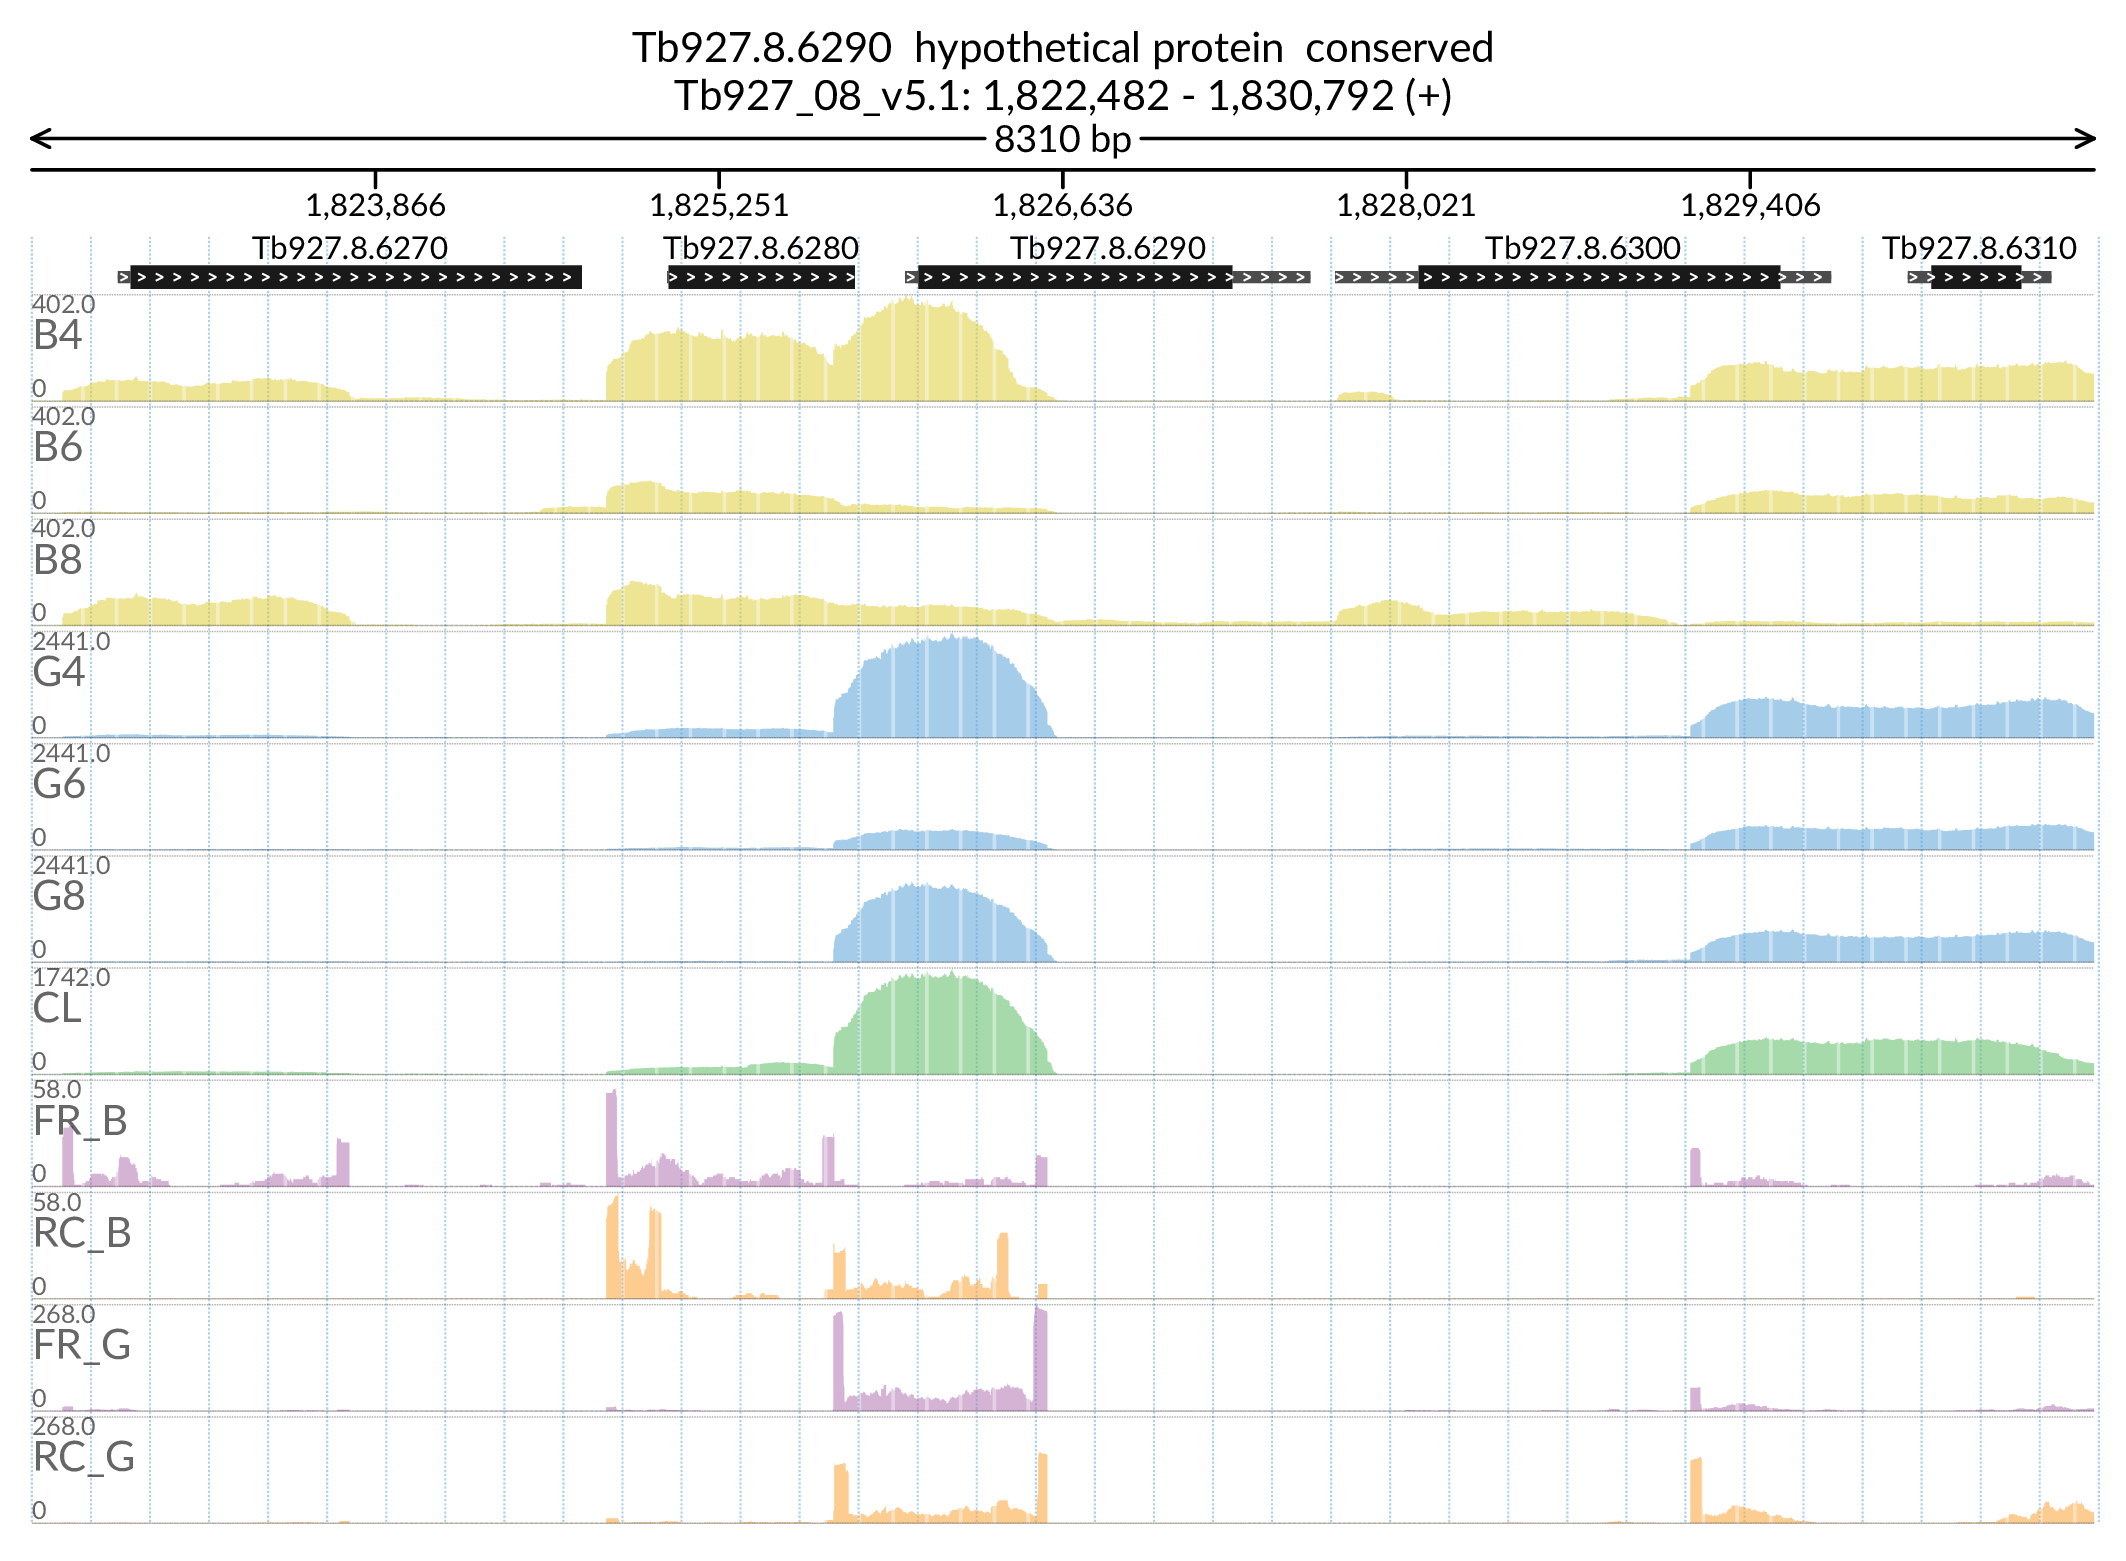 Tb927.8.6290  hypothetical protein  conserved
Tb927_08_v5.1: 1,822,482 - 1,830,792 (+)
8310 bp
1,823,866 1,825,251 1,826,636 1,828,021 1,829,406
Tb927.8.6270 Tb927.8.6280 Tb927.8.6290 Tb927.8.6300 Tb927.8.6310
402.0
B4
0
402.0
B6
0
402.0
B8
0
2441.0
G4
0
2441.0
G6
0
2441.0
G8
0
1742.0
CL
0
58.0
FR_B
0
58.0
RC_B
0
268.0
FR_G
0
268.0
RC_G
0